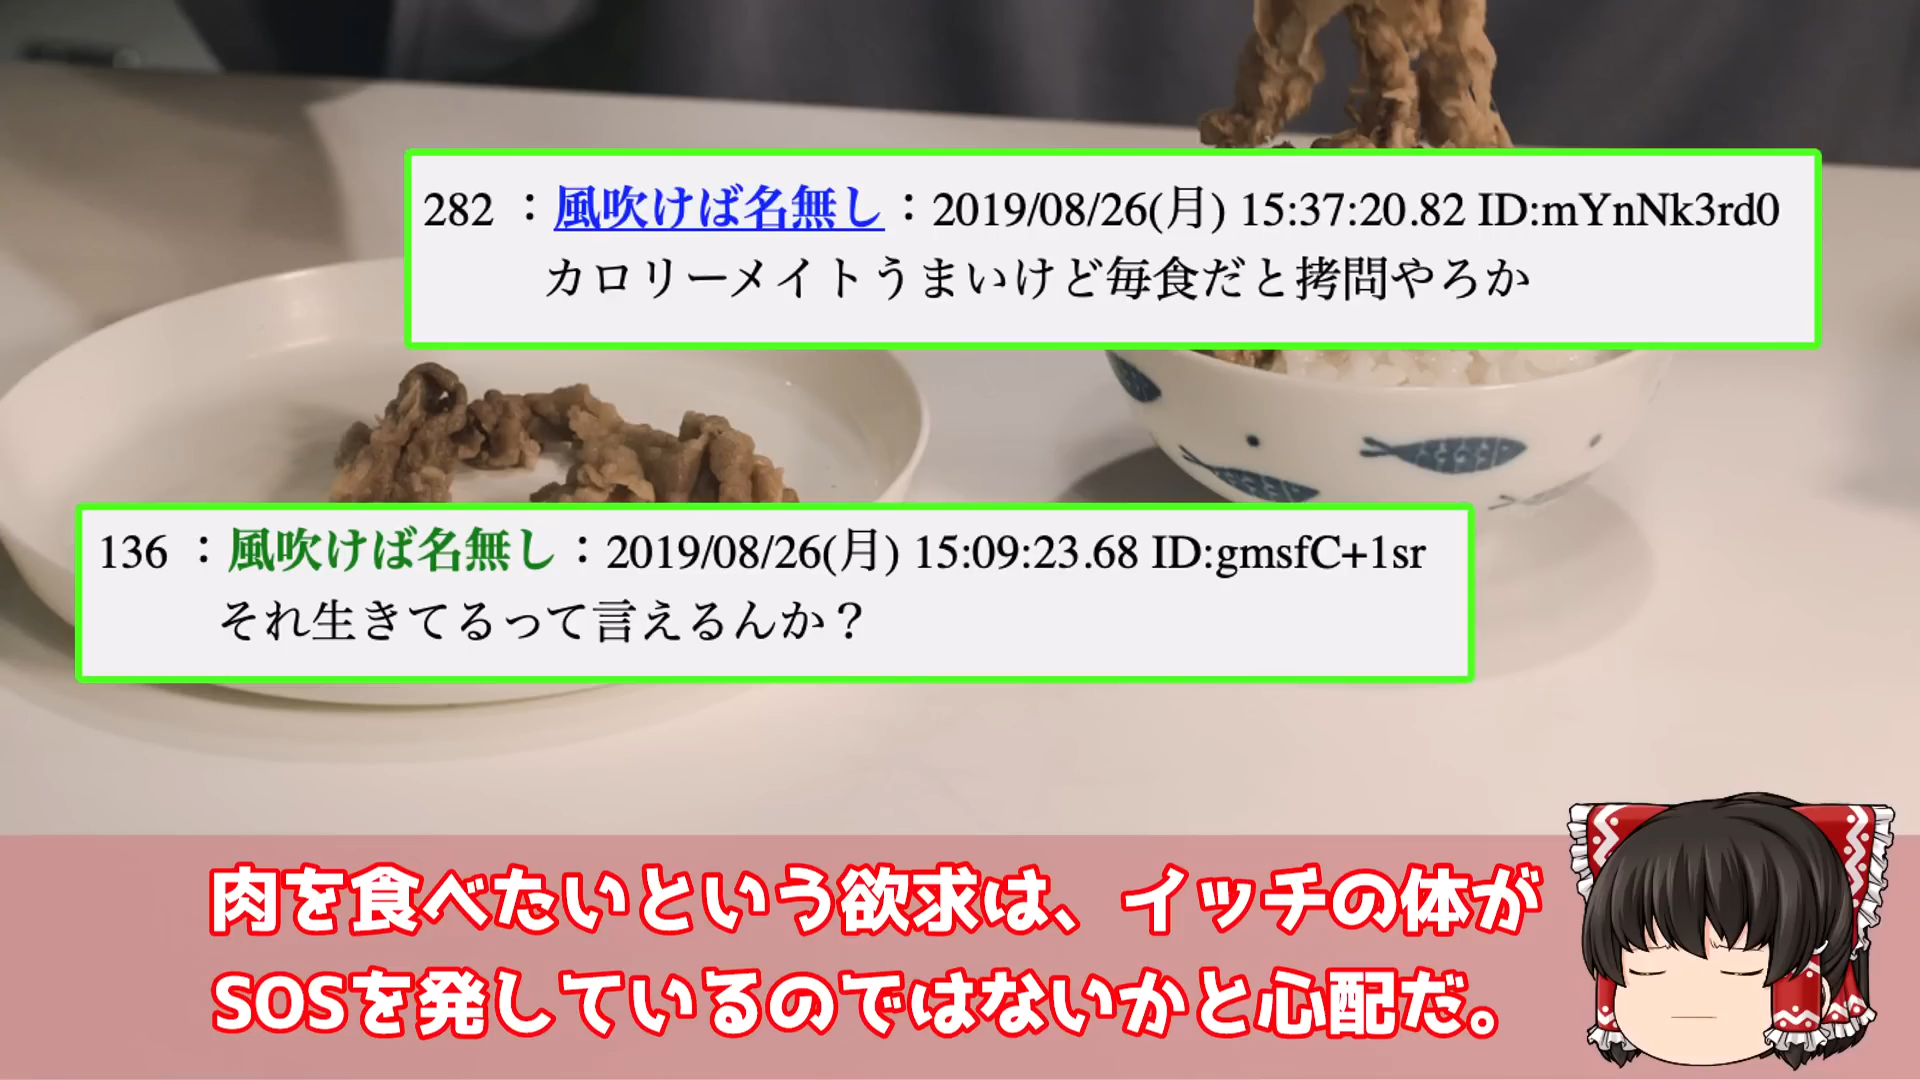 282 ：風吹けば名無し：2019/08/26(月) 15:37:20.82 ID:mYnNk3rd0
カロリーメイトうまいけど毎食だと拷問やろか
136 ：風吹けば名無し：2019/08/26(月) 15:09:23.68 ID:gmsfC+1sr
それ生きてるって言えるんか？
肉を食べたいという欲求は、イッチの体が
SOSを発しているのではないかと心配だ。